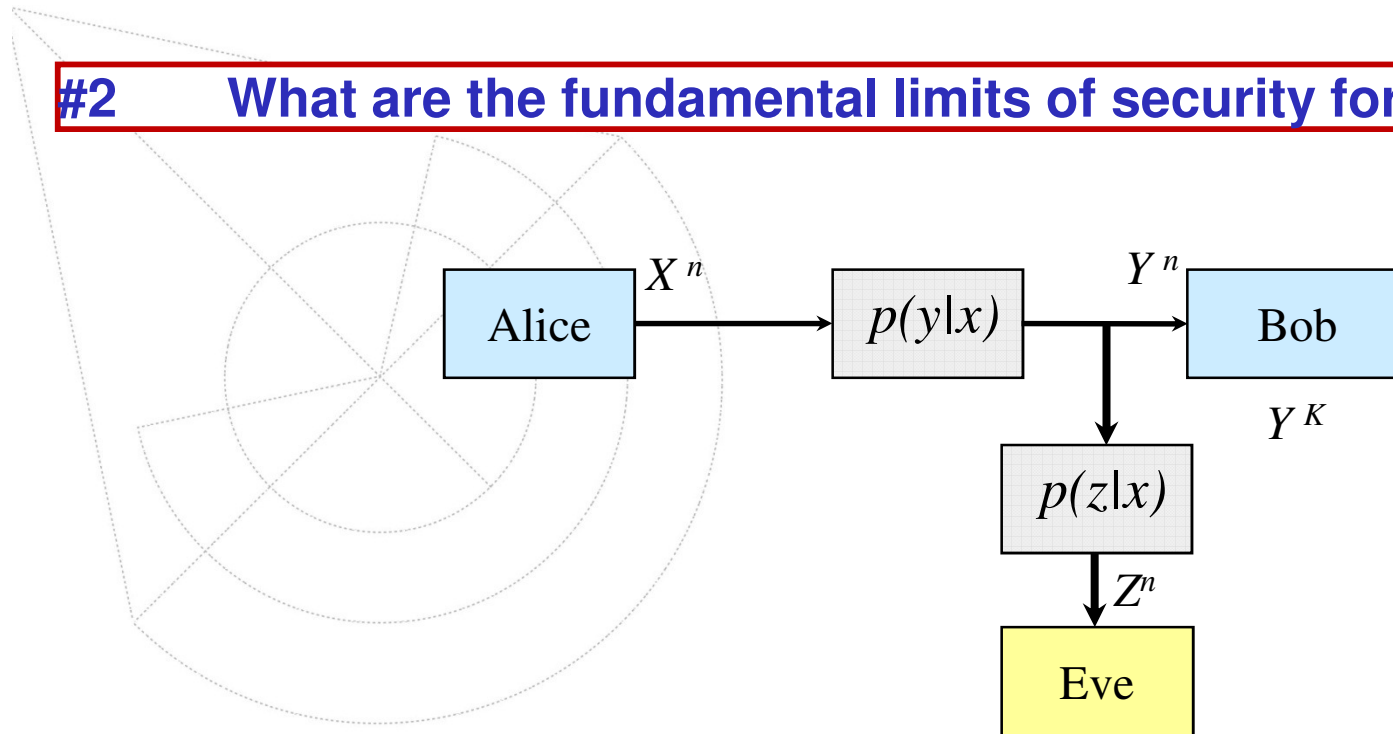 #2 What are the fundamental limits of security for
X n
Y n
Alice
p(y|x)
Bob
Y K
p(z|x)
Zn
Eve